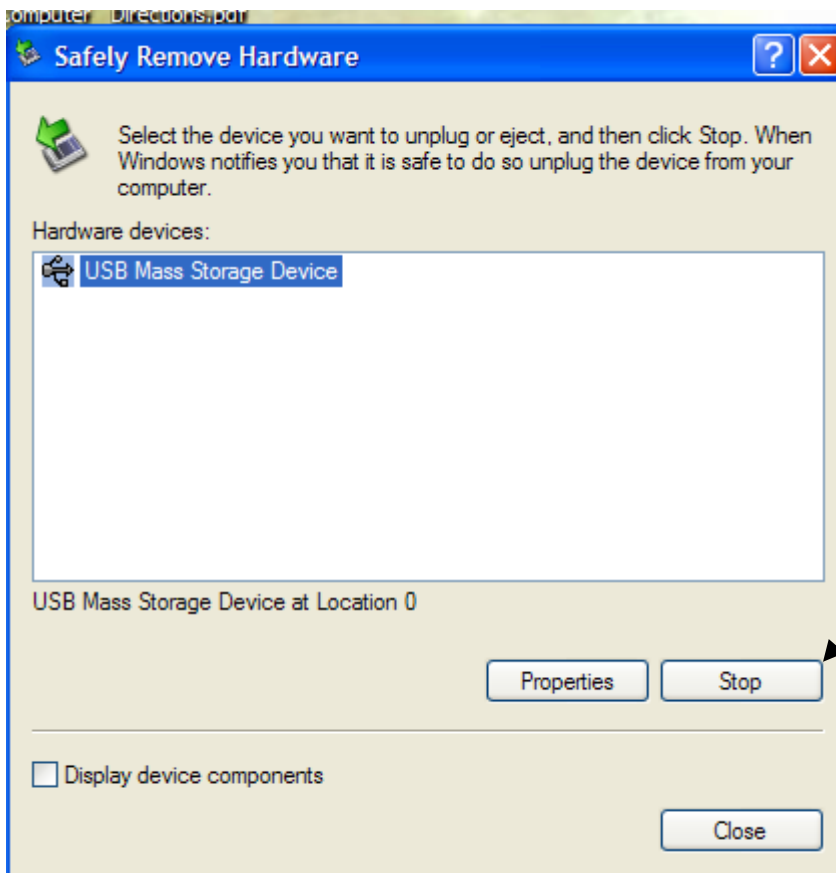 computer Directions.pdf
Safely Remove Hardware
Select the device you want to unplug or eject, and then click Stop. When
Windows notifies you that it is safe to do so unplug the device from your
computer.
Hardware devices:
USB Mass Storage Device
USB Mass Storage Device at Location 0
Properties Stop
Display device components
Close